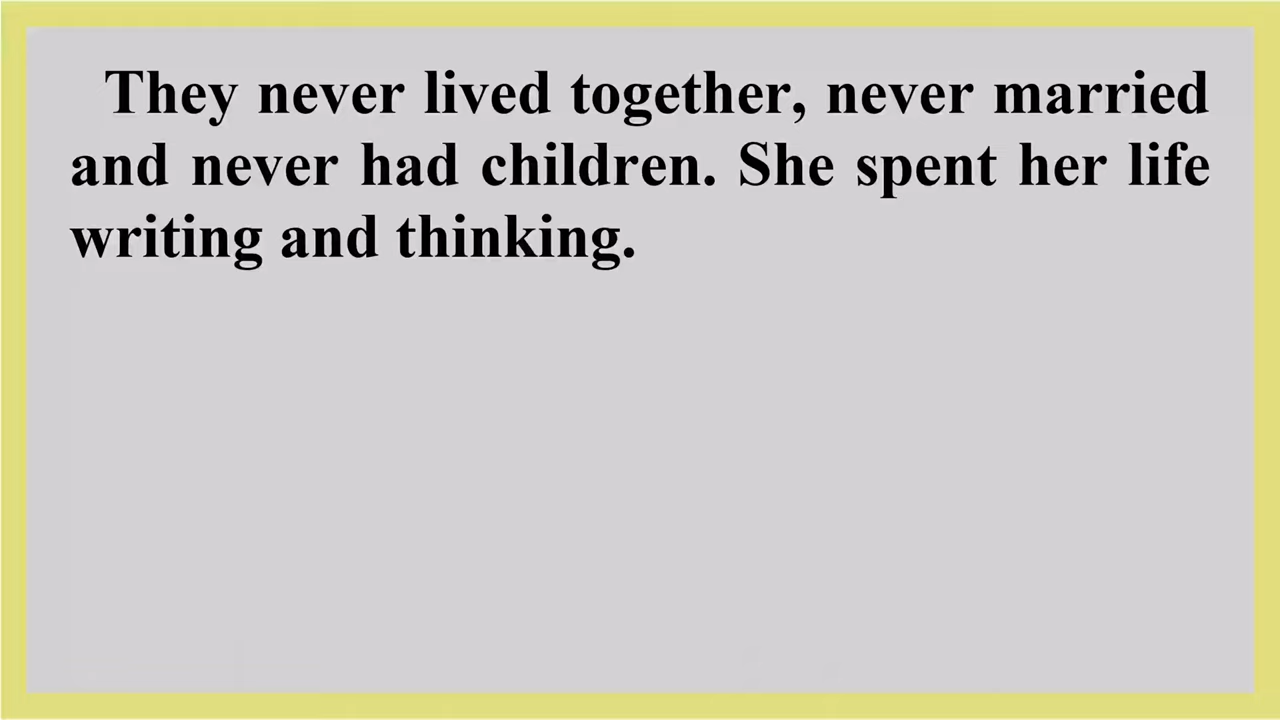 They never lived together, never married
and never had children. She spent her life
writing and thinking.